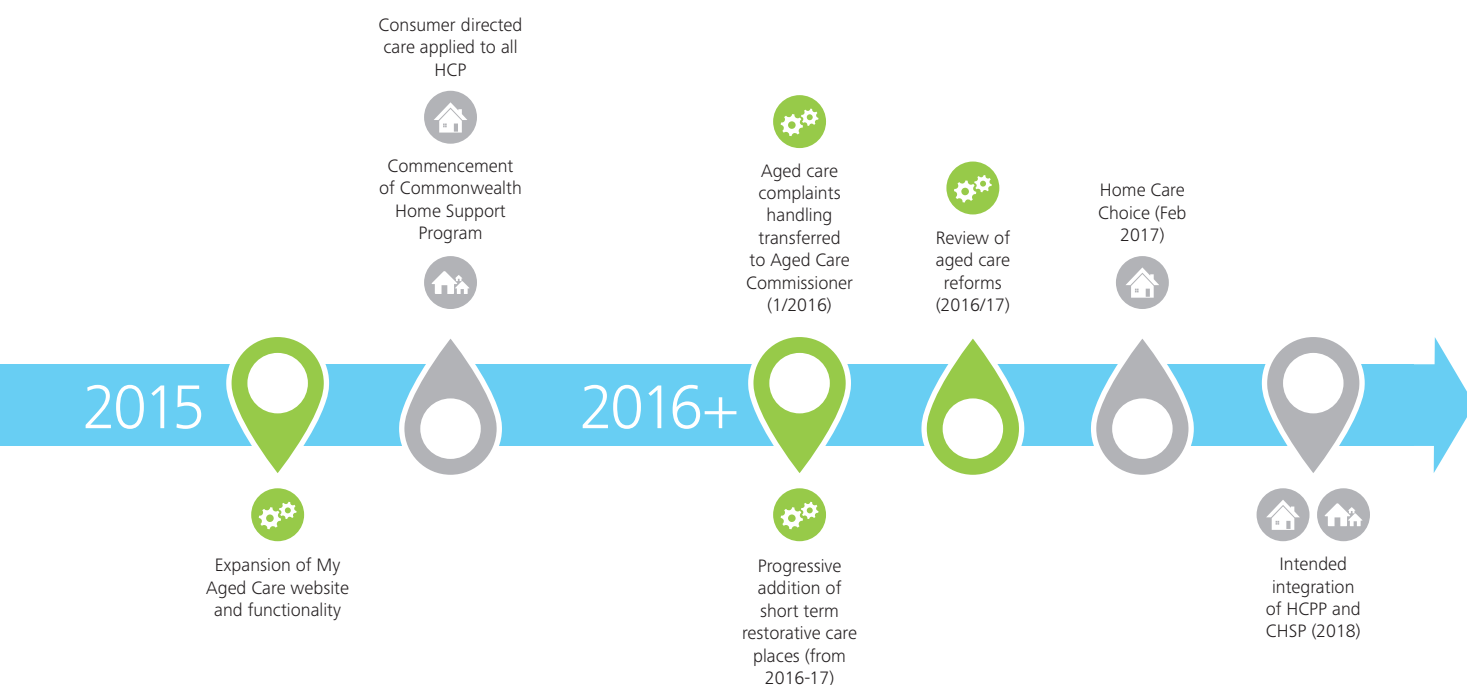 Consumer directed
care applied to all
HCP
Commencement
of Commonwealth
Home Support
Program
Aged care
complaints
handling
transferred
to Aged Care
Commissioner
(1/2016)
Review of
aged care
reforms
(2016/17)
Home Care
Choice (Feb
2017)
2015
2016+
Expansion of My
Aged Care website
and functionality
Progressive
addition of
short term
restorative care
places (from
2016-17)
Intended
integration
of HCPP and
CHSP (2018)